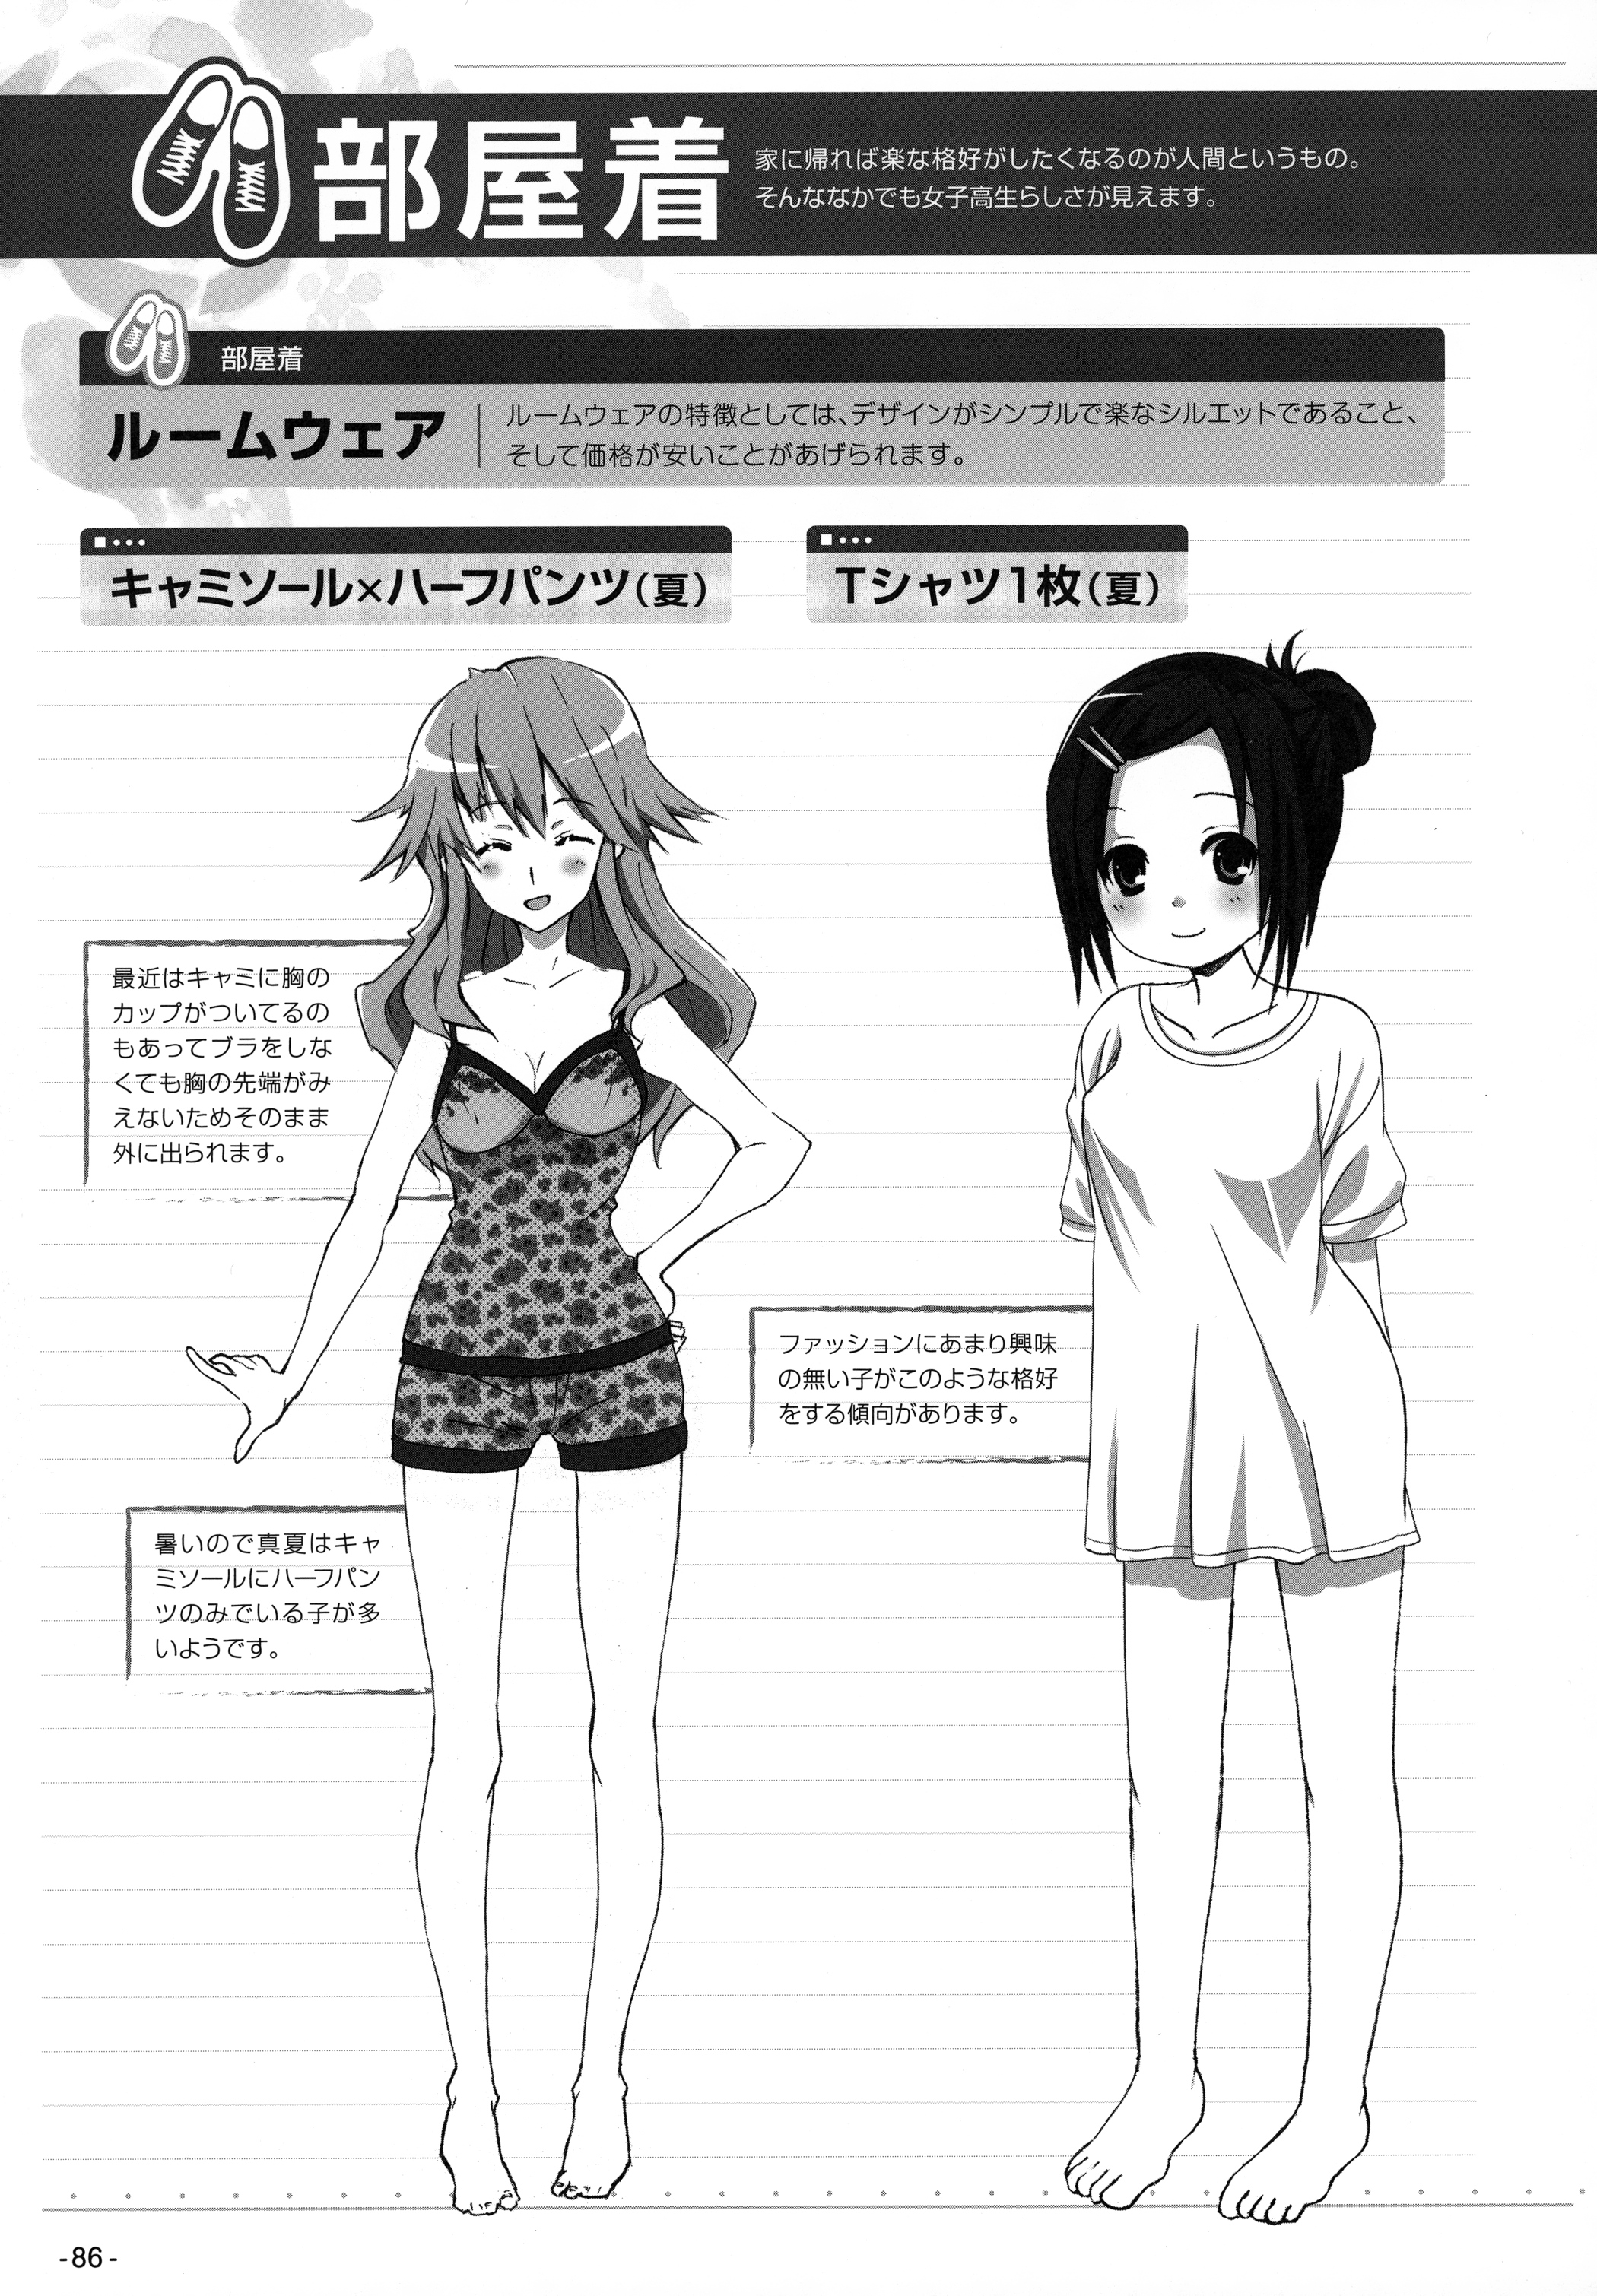 部屋着
家に帰れば楽な格好がしたくなるのが人間というもの。
そんななかでも女子高生らしさが見えます。
部屋着
ルームウェア
ルームウェアの特徴としては、デザインがシンプルで楽なシルエットであること、
そして価格が安いことがあげられます。
キャミソール×ハーフパンツ(夏)
Tシャツ1枚(夏)
最近はキャミに胸の
カップがついてるの
もあってブラをしな
くても胸の先端がみ
えないためそのまま
外に出られます。
ファッションにあまり興味
の無い子がこのような格好
をする傾向があります。
暑いので真夏はキャ
ミソールにハーフパン
ツのみでいる子が多
いようです。
-86-